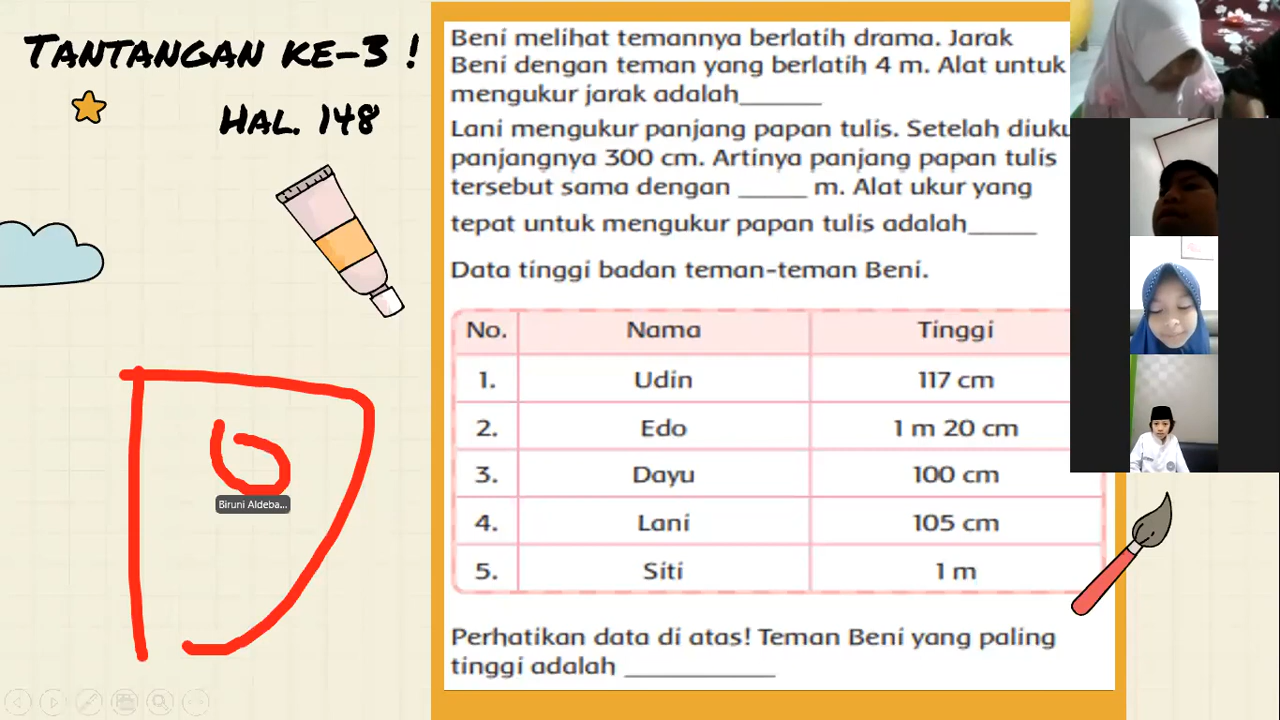 TANTANGAN KE-3 !
HAL. 148
Beni melihat temannya berlatih drama. Jarak
Beni dengan teman yang berlatih 4 m. Alat untuk
mengukur jarak adalah______
Lani mengukur panjang papan tulis. Setelah diuku
panjangnya 300 cm. Artinya panjang papan tulis
tersebut sama dengan _____ m. Alat ukur yang
tepat untuk mengukur papan tulis adalah_____
Data tinggi badan teman-teman Beni.
No. Nama Tinggi
1. Udin 117 cm
2. Edo 1 m 20 cm
3. Dayu 100 cm
4. Lani 105 cm
5. Siti 1 m
Perhatikan data di atas! Teman Beni yang paling
tinggi adalah ___________
Biruni Aldeba...